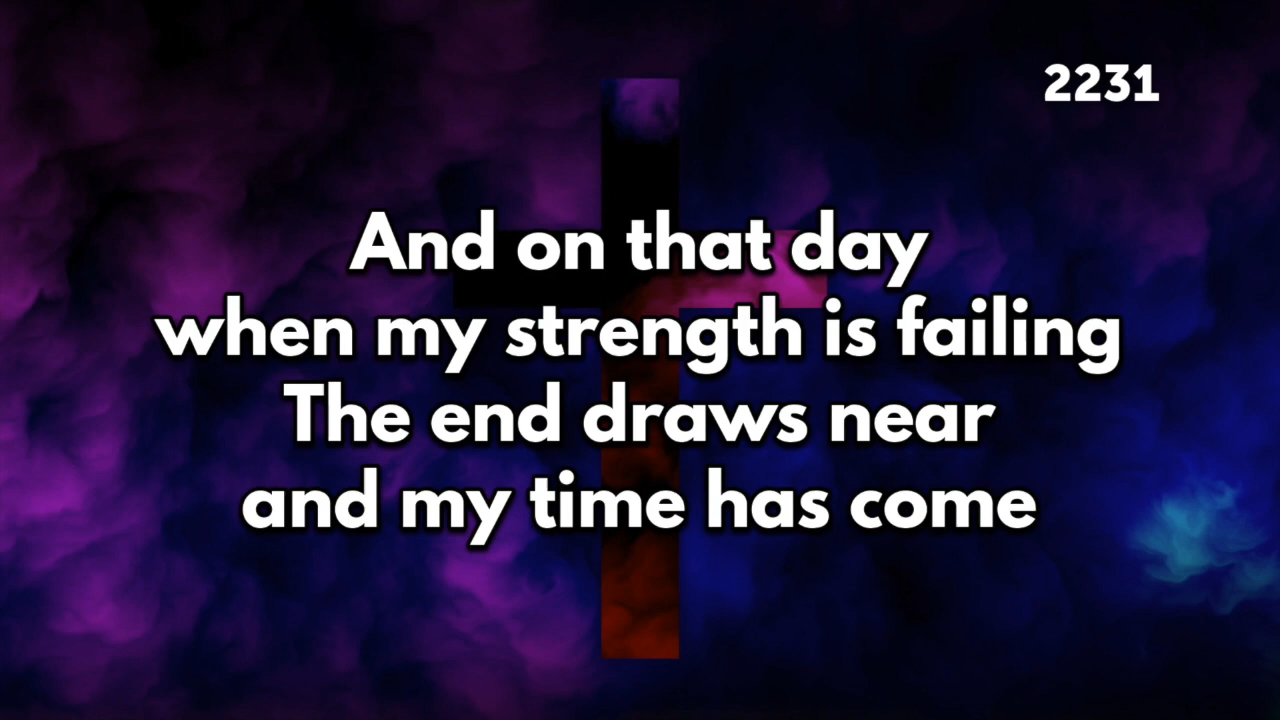 2231
And on that day
when my strength is failing
The end draws near
and my time has come